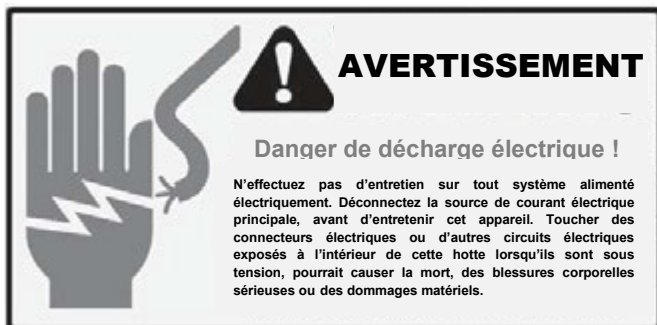 AVERTISSEMENT
Danger de décharge électrique !
N’effectuez pas d’entretien sur tout système alimenté
électriquement. Déconnectez la source de courant électrique
principale, avant d’entretenir cet appareil. Toucher des
connecteurs électriques ou d’autres circuits électriques
exposés à l’intérieur de cette hotte lorsqu’ils sont sous
tension, pourrait causer la mort, des blessures corporelles
sérieuses ou des dommages matériels.